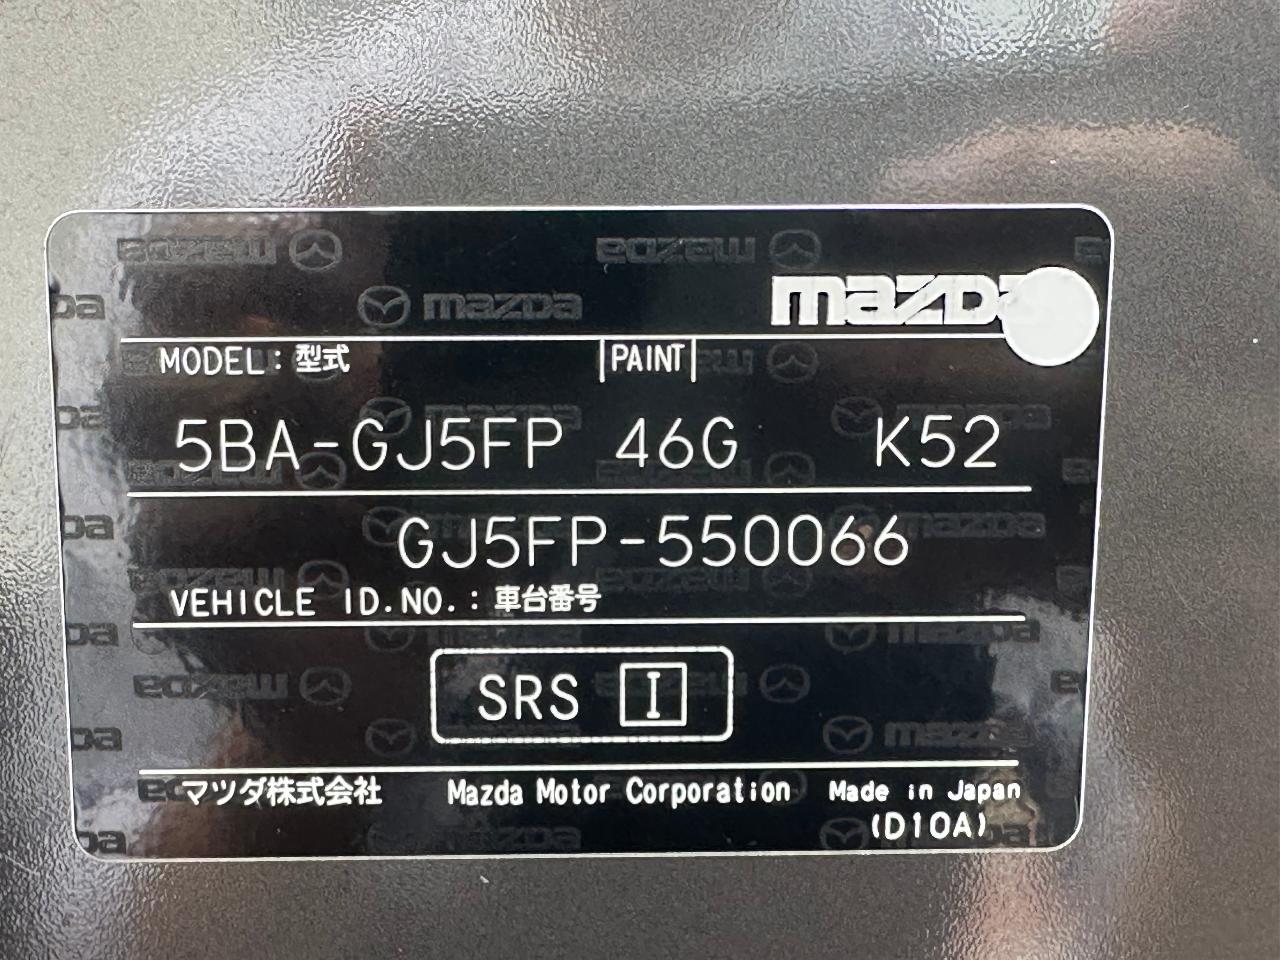 mazda
MODEL: 型式 PAINT
5BA-GJ5FP 46G K52
GJ5FP-550066
VEHICLE ID.NO.: 車台番号
SRS I
マツダ株式会社 Mazda Motor Corporation Made in Japan
(D10A)